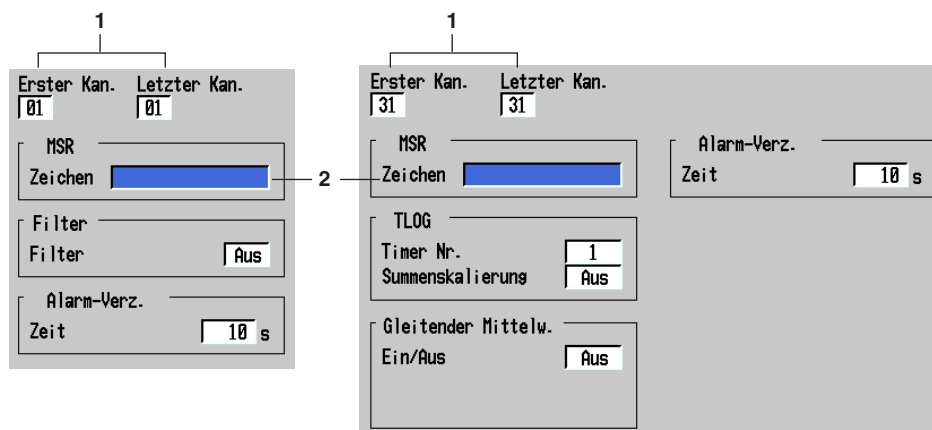 1
Erster Kan. Letzter Kan.
01 01
MSR
Zeichen
Filter
Filter Aus
Alarm-Verz.
Zeit 10 s
2
1
Erster Kan. Letzter Kan.
31 31
MSR
Zeichen
TLOG
Timer Nr. 1
Summenskalierung Aus
Gleitender Mittelw.
Ein/Aus Aus
Alarm-Verz.
Zeit 10 s